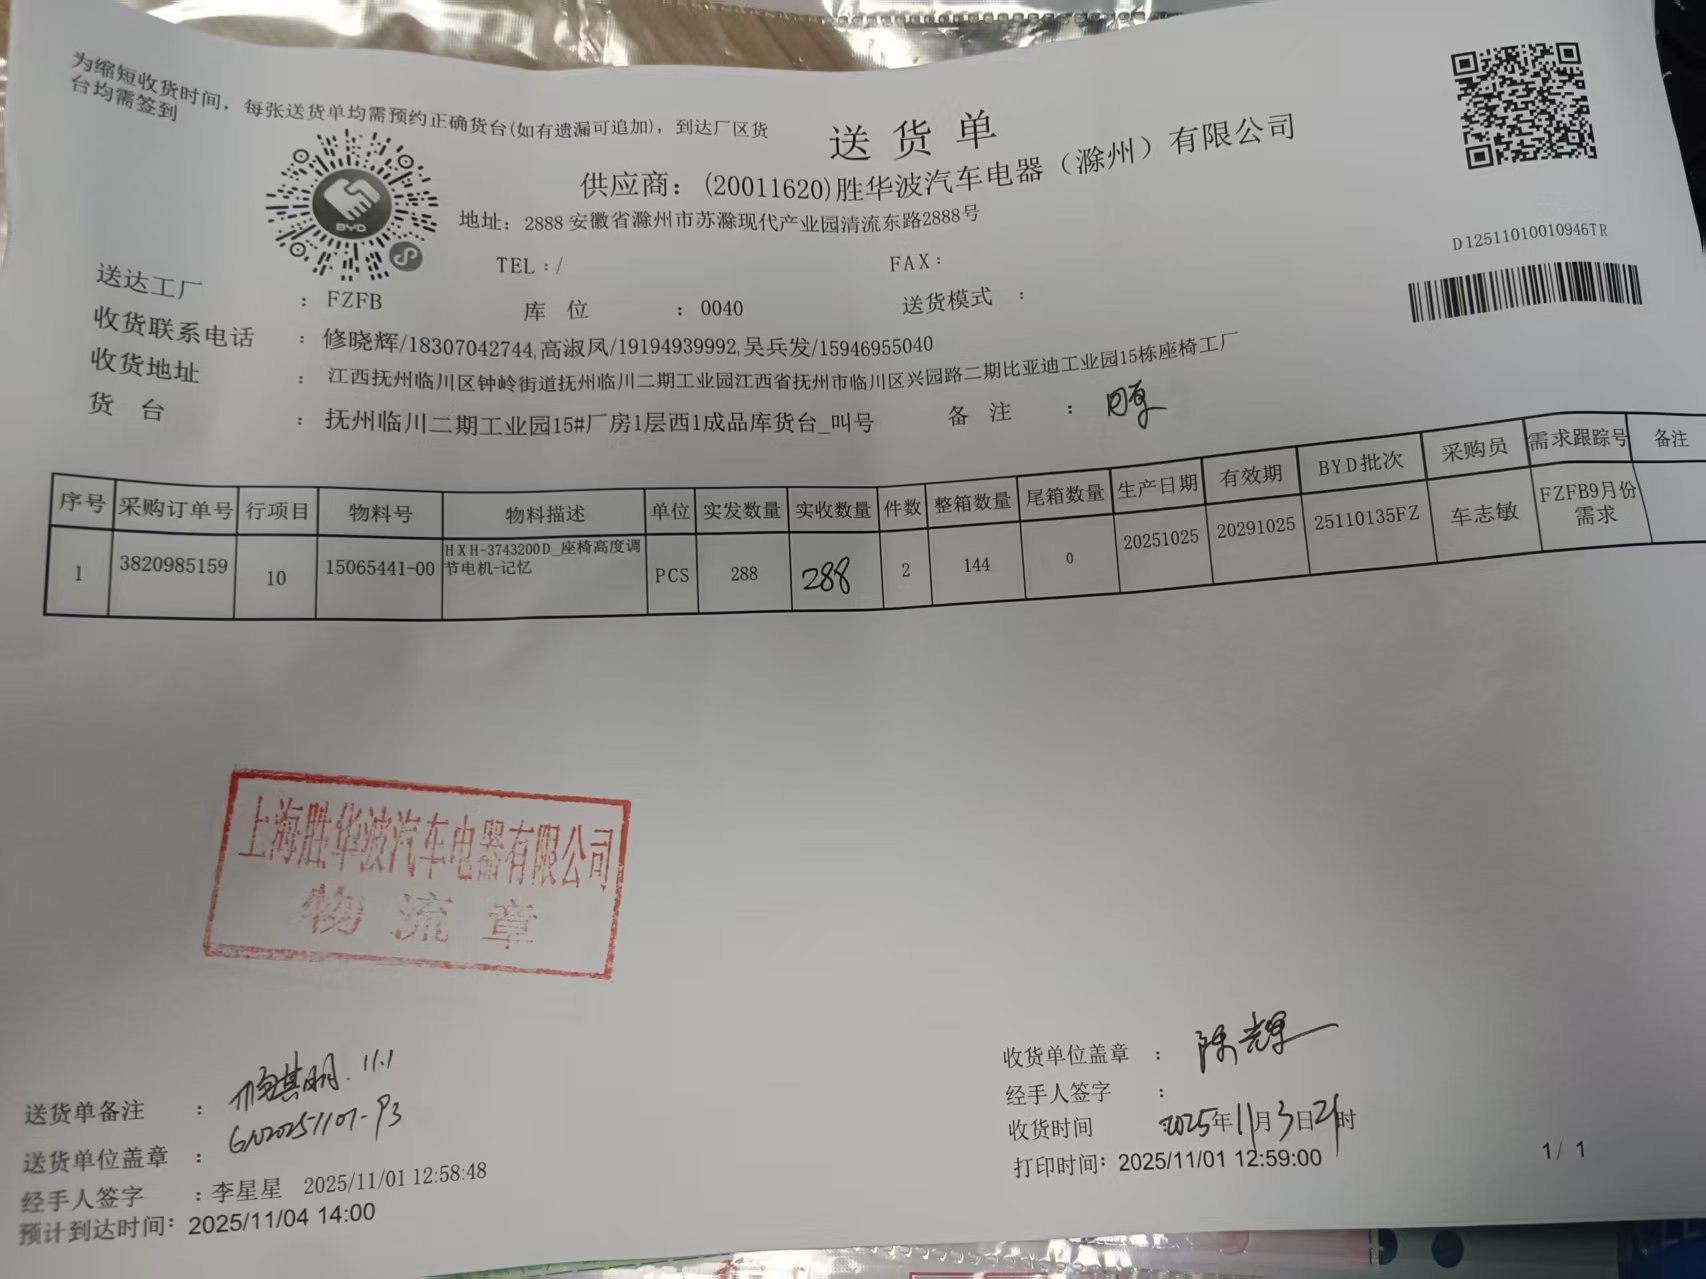 为缩短收货时间，每张送货单均需预约正确货台(如有遗漏可追加)，到达厂区货
台均需签到
送货单
供应商：(20011620)胜华波汽车电器（滁州）有限公司
地址：2888 安徽省滁州市苏滁现代产业园清流东路2888号
BYD
D12511010010946TR
TEL：/
FAX：
送达工厂 ：FZFB
库 位 ：0040
送货模式 ：
收货联系电话 ：修晓辉/18307042744,高淑凤/19194939992,吴兵发/15946955040
收货地址 ：江西抚州临川区钟岭街道抚州临川二期工业园江西省抚州市临川区兴园路二期比亚迪工业园15栋座椅工厂
货 台 ：抚州临川二期工业园15#厂房1层西1成品库货台_叫号
备 注 ：
序号 采购订单号 行项目 物料号 物料描述 单位 实发数量 实收数量 件数 整箱数量 尾箱数量 生产日期 有效期 BYD批次 采购员 需求跟踪号 备注
1 3820985159 10 15065441-00 HXH-3743200D_座椅高度调节电机-记忆 PCS 288 288 2 144 0 20251025 20291025 25110135FZ 车志敏 FZFB9月份需求
上海胜华波汽车电器有限公司
物流章
送货单备注 ： 11.1
送货单位盖章 ：
经手人签字 ：李星星 2025/11/01 12:58:48
预计到达时间：2025/11/04 14:00
收货单位盖章 ：陈辉
经手人签字 ：
收货时间 ：2025年11月3日21时
打印时间：2025/11/01 12:59:00
1/ 1